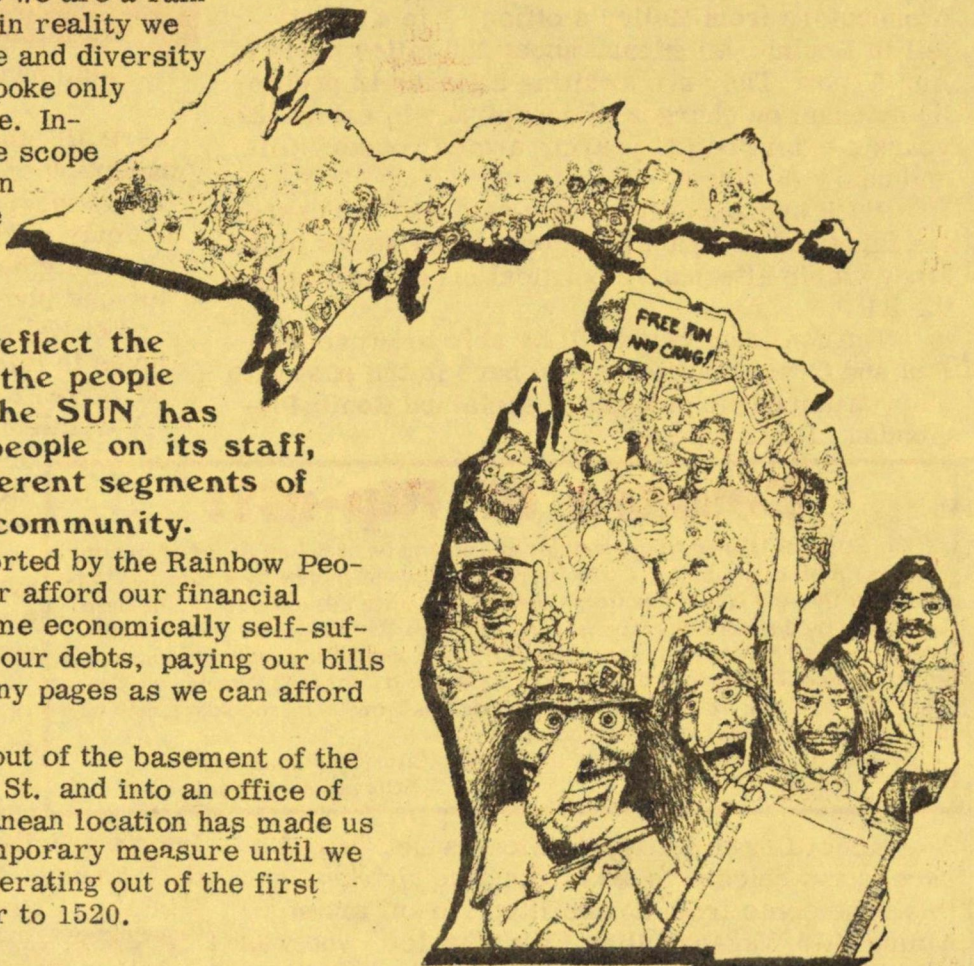 in reality we
e and diversity
ooke only
e. In-
e scope
n
reflect the
the people
he SUN has
people on its staff,
erent segments of
community.
orted by the Rainbow Peo-
r afford our financial
me economically self-suf-
our debts, paying our bills
ny pages as we can afford
out of the basement of the
St. and into an office of
nean location has made us
mporary measure until we
erating out of the first
r to 1520.
FREE PUN
AND CRAIG!